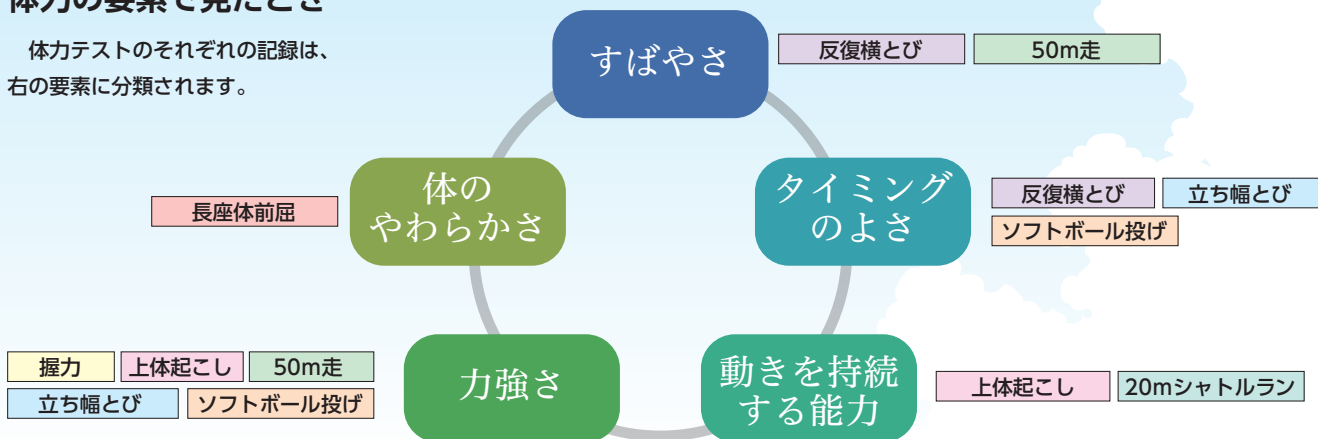 体力の要素で見たとき
体力テストのそれぞれの記録は、
右の要素に分類されます。
すばやさ
反復横とび
50m走
体の
やわらかさ
長座体前屈
タイミング
のよさ
反復横とび
立ち幅とび
ソフトボール投げ
力強さ
握力
上体起こし
50m走
立ち幅とび
ソフトボール投げ
動きを持続
する能力
上体起こし
20mシャトルラン